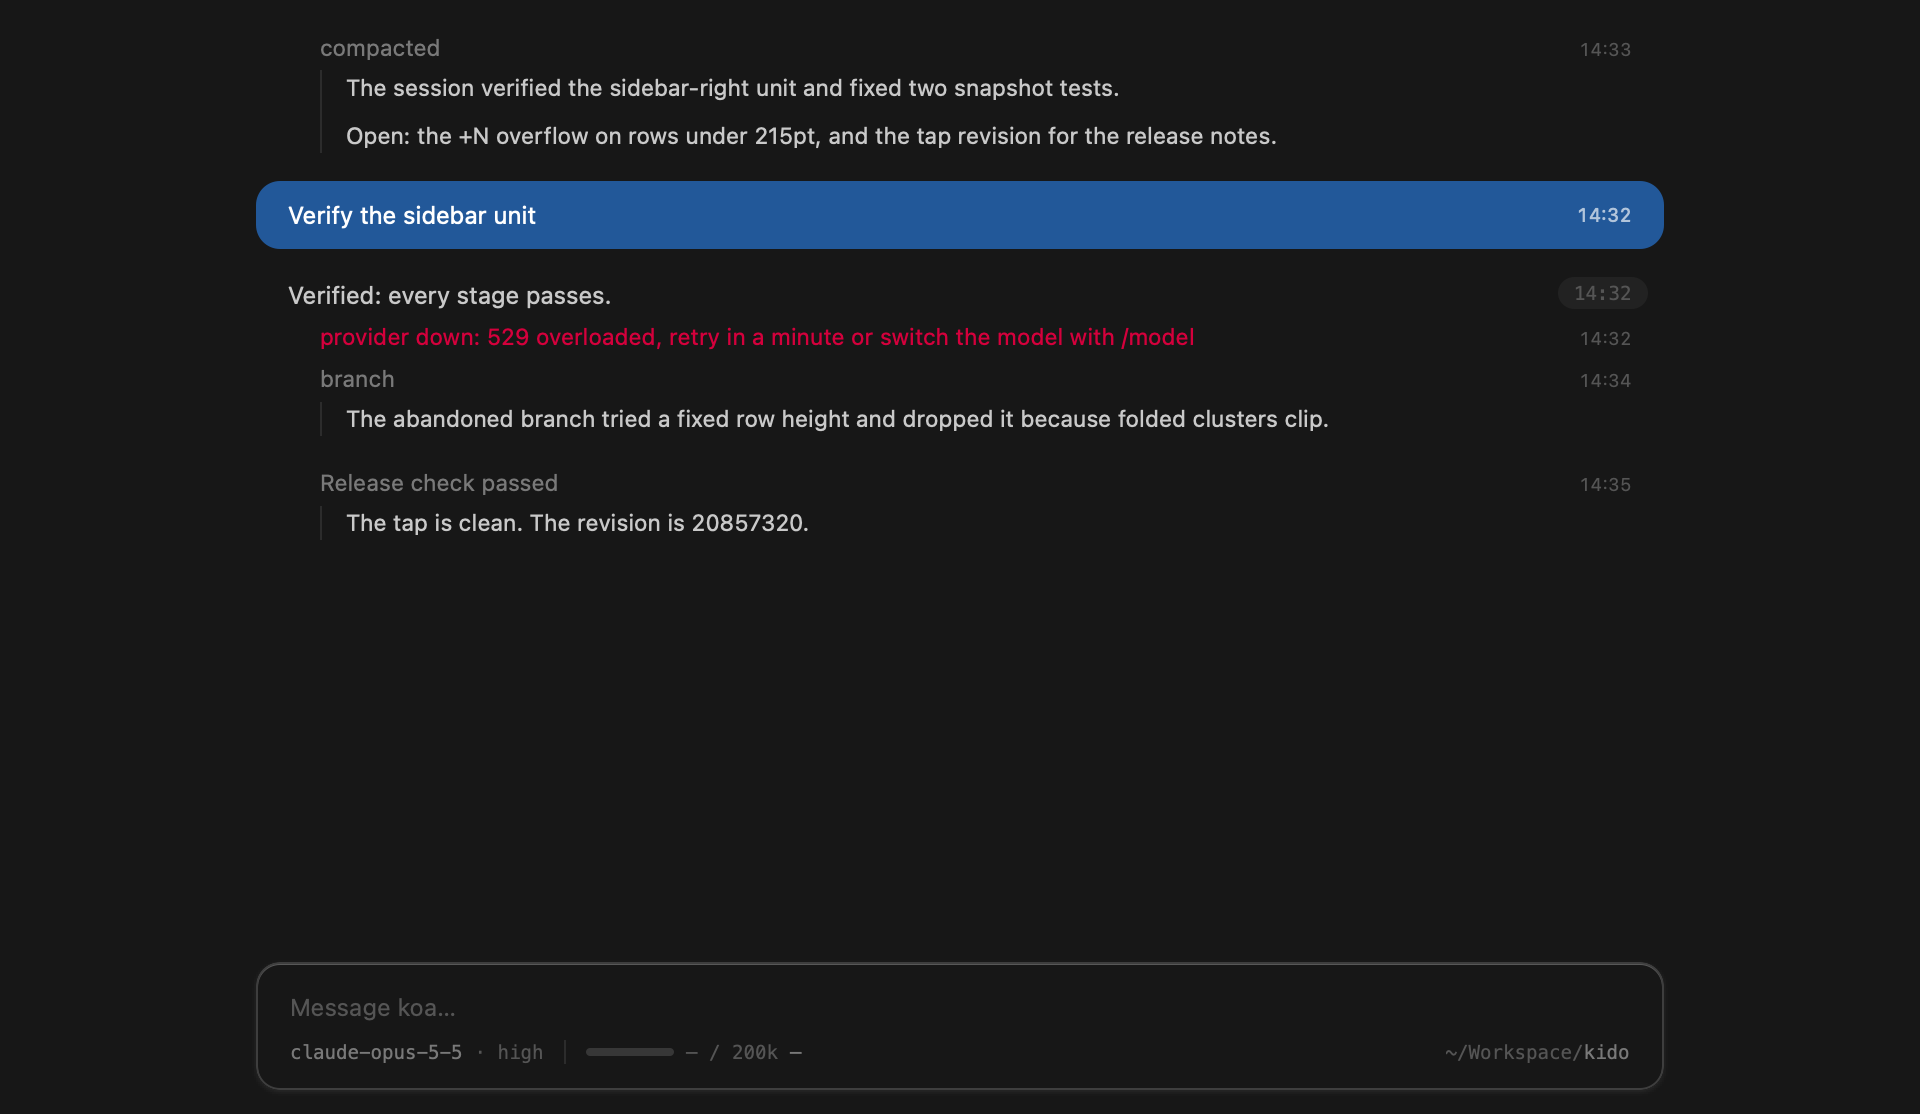 compacted 14:33
The session verified the sidebar-right unit and fixed two snapshot tests.
Open: the +N overflow on rows under 215pt, and the tap revision for the release notes.
Verify the sidebar unit 14:32
Verified: every stage passes. 14:32
provider down: 529 overloaded, retry in a minute or switch the model with /model 14:32
branch 14:34
The abandoned branch tried a fixed row height and dropped it because folded clusters clip.
Release check passed 14:35
The tap is clean. The revision is 20857320.
Message koa…
claude-opus-5-5 · high — / 200k — ~/Workspace/kido